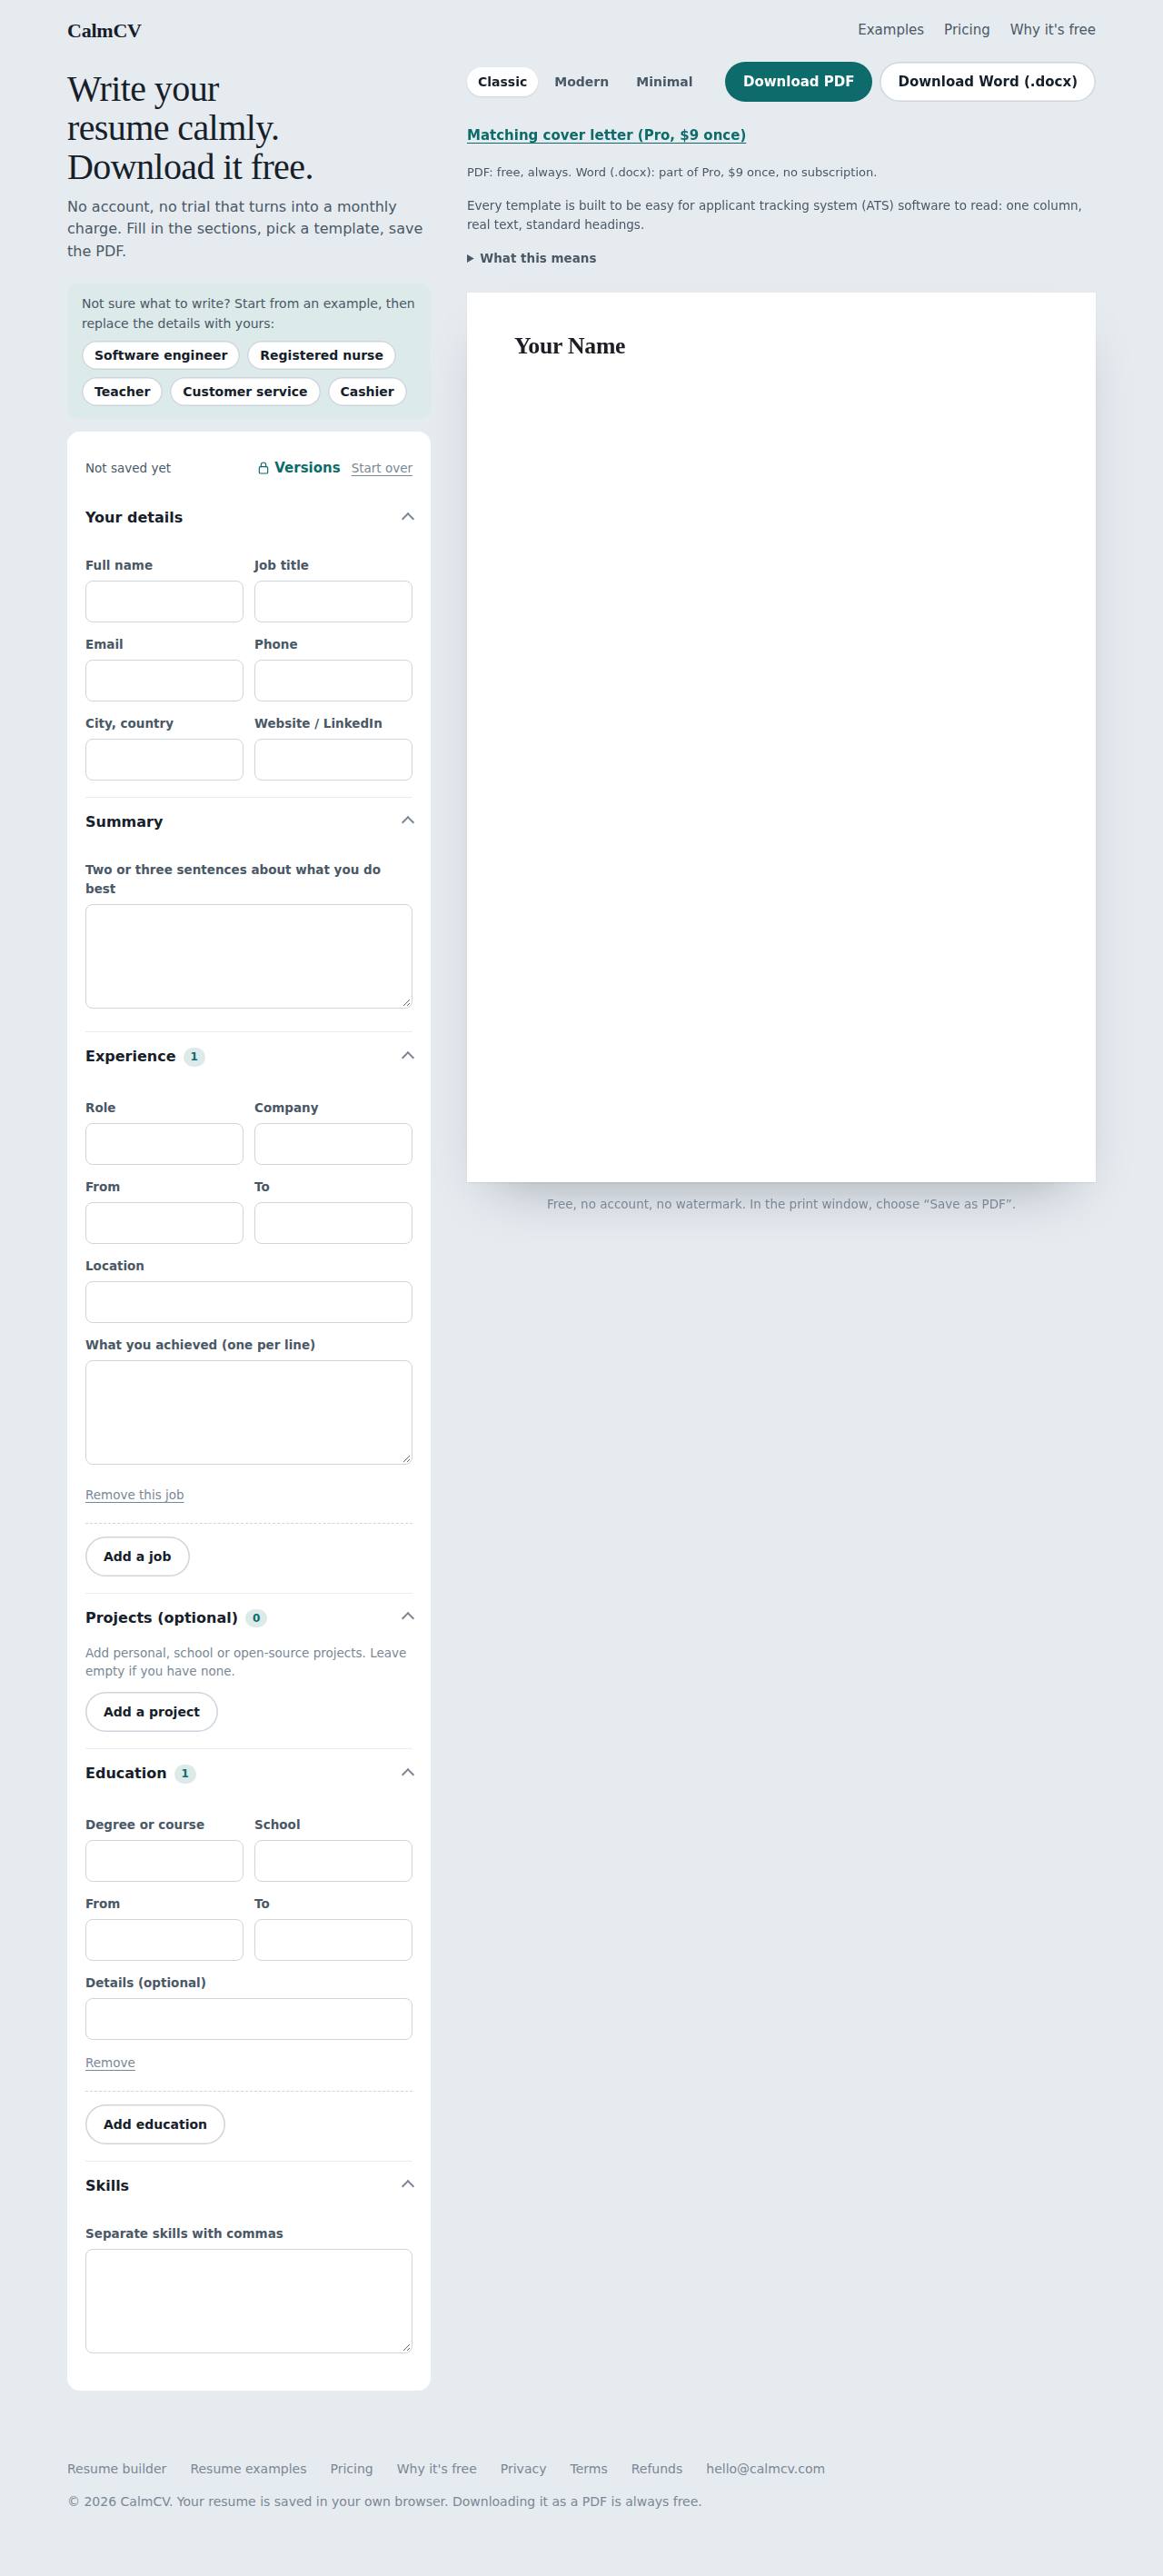 CalmCV
Examples Pricing Why it's free
Write your
resume calmly.
Download it free.
No account, no trial that turns into a monthly
charge. Fill in the sections, pick a template, save
the PDF.
Not sure what to write? Start from an example, then
replace the details with yours:
Software engineer Registered nurse
Teacher Customer service Cashier
Not saved yet Versions Start over
Your details
Full name Job title
Email Phone
City, country Website / LinkedIn
Summary
Two or three sentences about what you do
best
Experience 1
Role Company
From To
Location
What you achieved (one per line)
Remove this job
Add a job
Projects (optional) 0
Add personal, school or open-source projects. Leave
empty if you have none.
Add a project
Education 1
Degree or course School
From To
Details (optional)
Remove
Add education
Skills
Separate skills with commas
Classic Modern Minimal Download PDF Download Word (.docx)
Matching cover letter (Pro, $9 once)
PDF: free, always. Word (.docx): part of Pro, $9 once, no subscription.
Every template is built to be easy for applicant tracking system (ATS) software to read: one column,
real text, standard headings.
What this means
Your Name
Free, no account, no watermark. In the print window, choose “Save as PDF”.
Resume builder Resume examples Pricing Why it's free Privacy Terms Refunds hello@calmcv.com
© 2026 CalmCV. Your resume is saved in your own browser. Downloading it as a PDF is always free.